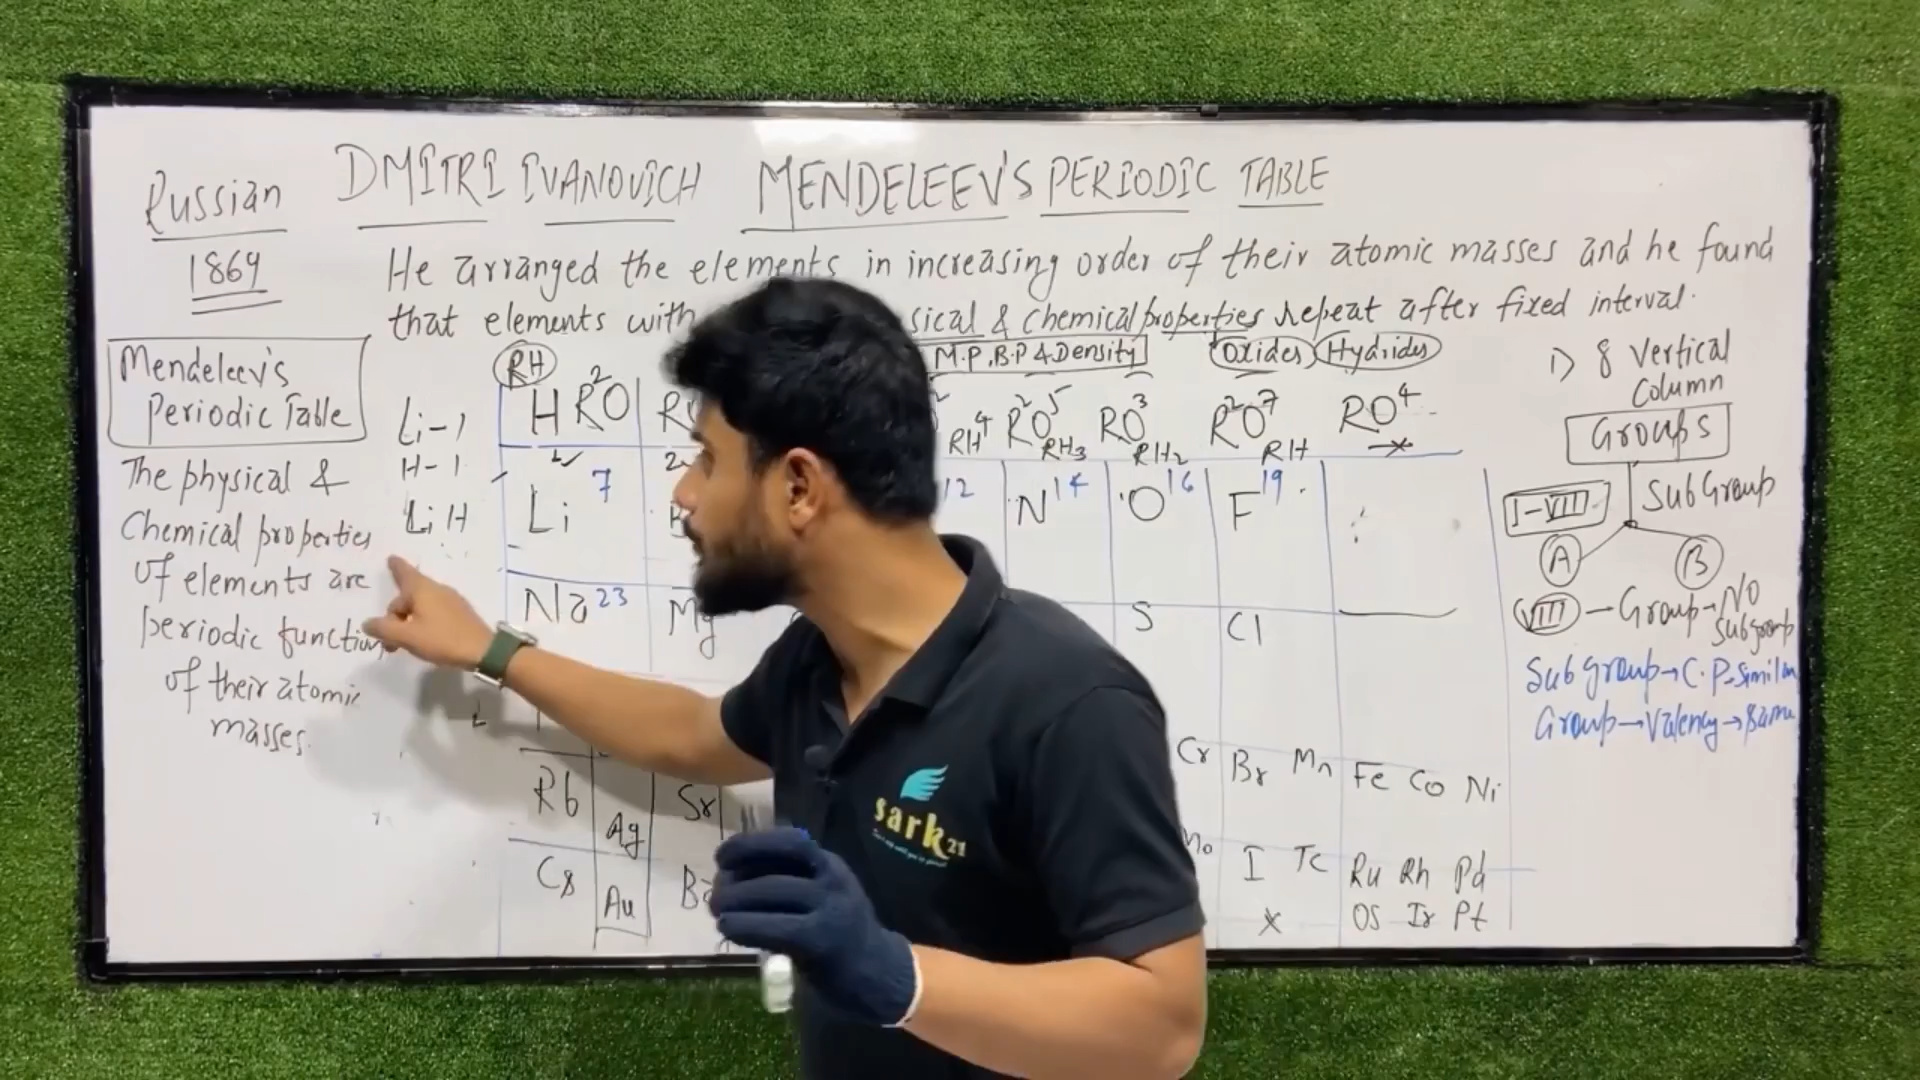 Russian DMITRI IVANOVICH MENDELEEV'S PERIODIC TABLE
1869
He arranged the elements in increasing order of their atomic masses and he found
that elements with sical & chemical properties repeat after fixed interval.
M.P, B.P & Density Oxides Hydrides
Mendeleev's
Periodic Table
The physical &
Chemical properties
of elements are
periodic function
of their atomic
masses.
Li-1
H-1
LiH
RH
H R²O RH⁴ R²O⁵ RH₃ RO³ RH₂ R²O⁷ RH RO⁴
Li 7 12 N 14 O 16 F 19
Na 23 Mg S Cl
Cr Br Mn Fe Co Ni
Rb Ag Sr Mo I Tc Ru Rh Pd
Cs Au Ba Os Ir Pt
1) 8 Vertical
Column
Groups
I-VII Sub Group
A B
VIII - Group → No
Subgroup
Sub group → C.P. Similar
Group → Valency → Same
sark21